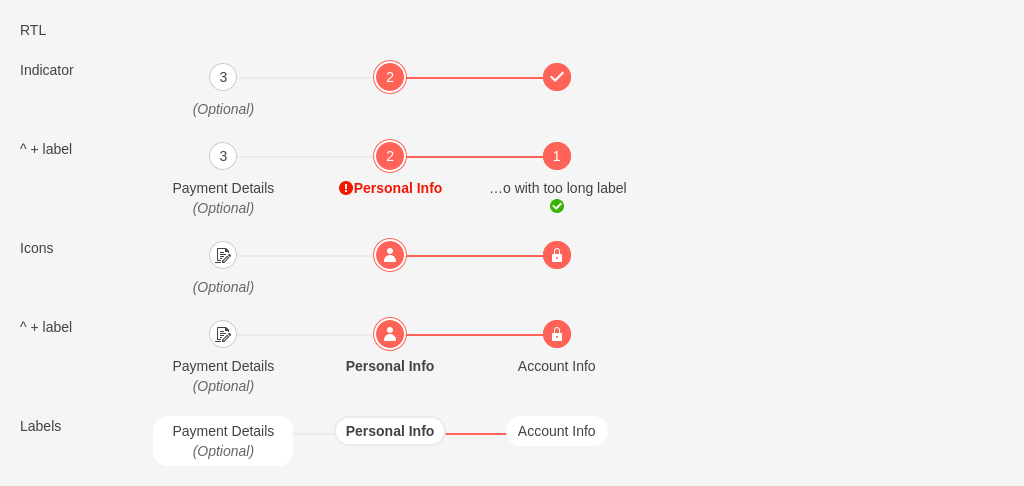 RTL
Indicator
3 2
(Optional)
^ + label
3 2 1
Payment Details Personal Info …o with too long label
(Optional)
Icons
(Optional)
^ + label
Payment Details Personal Info Account Info
(Optional)
Labels
Payment Details Personal Info Account Info
(Optional)